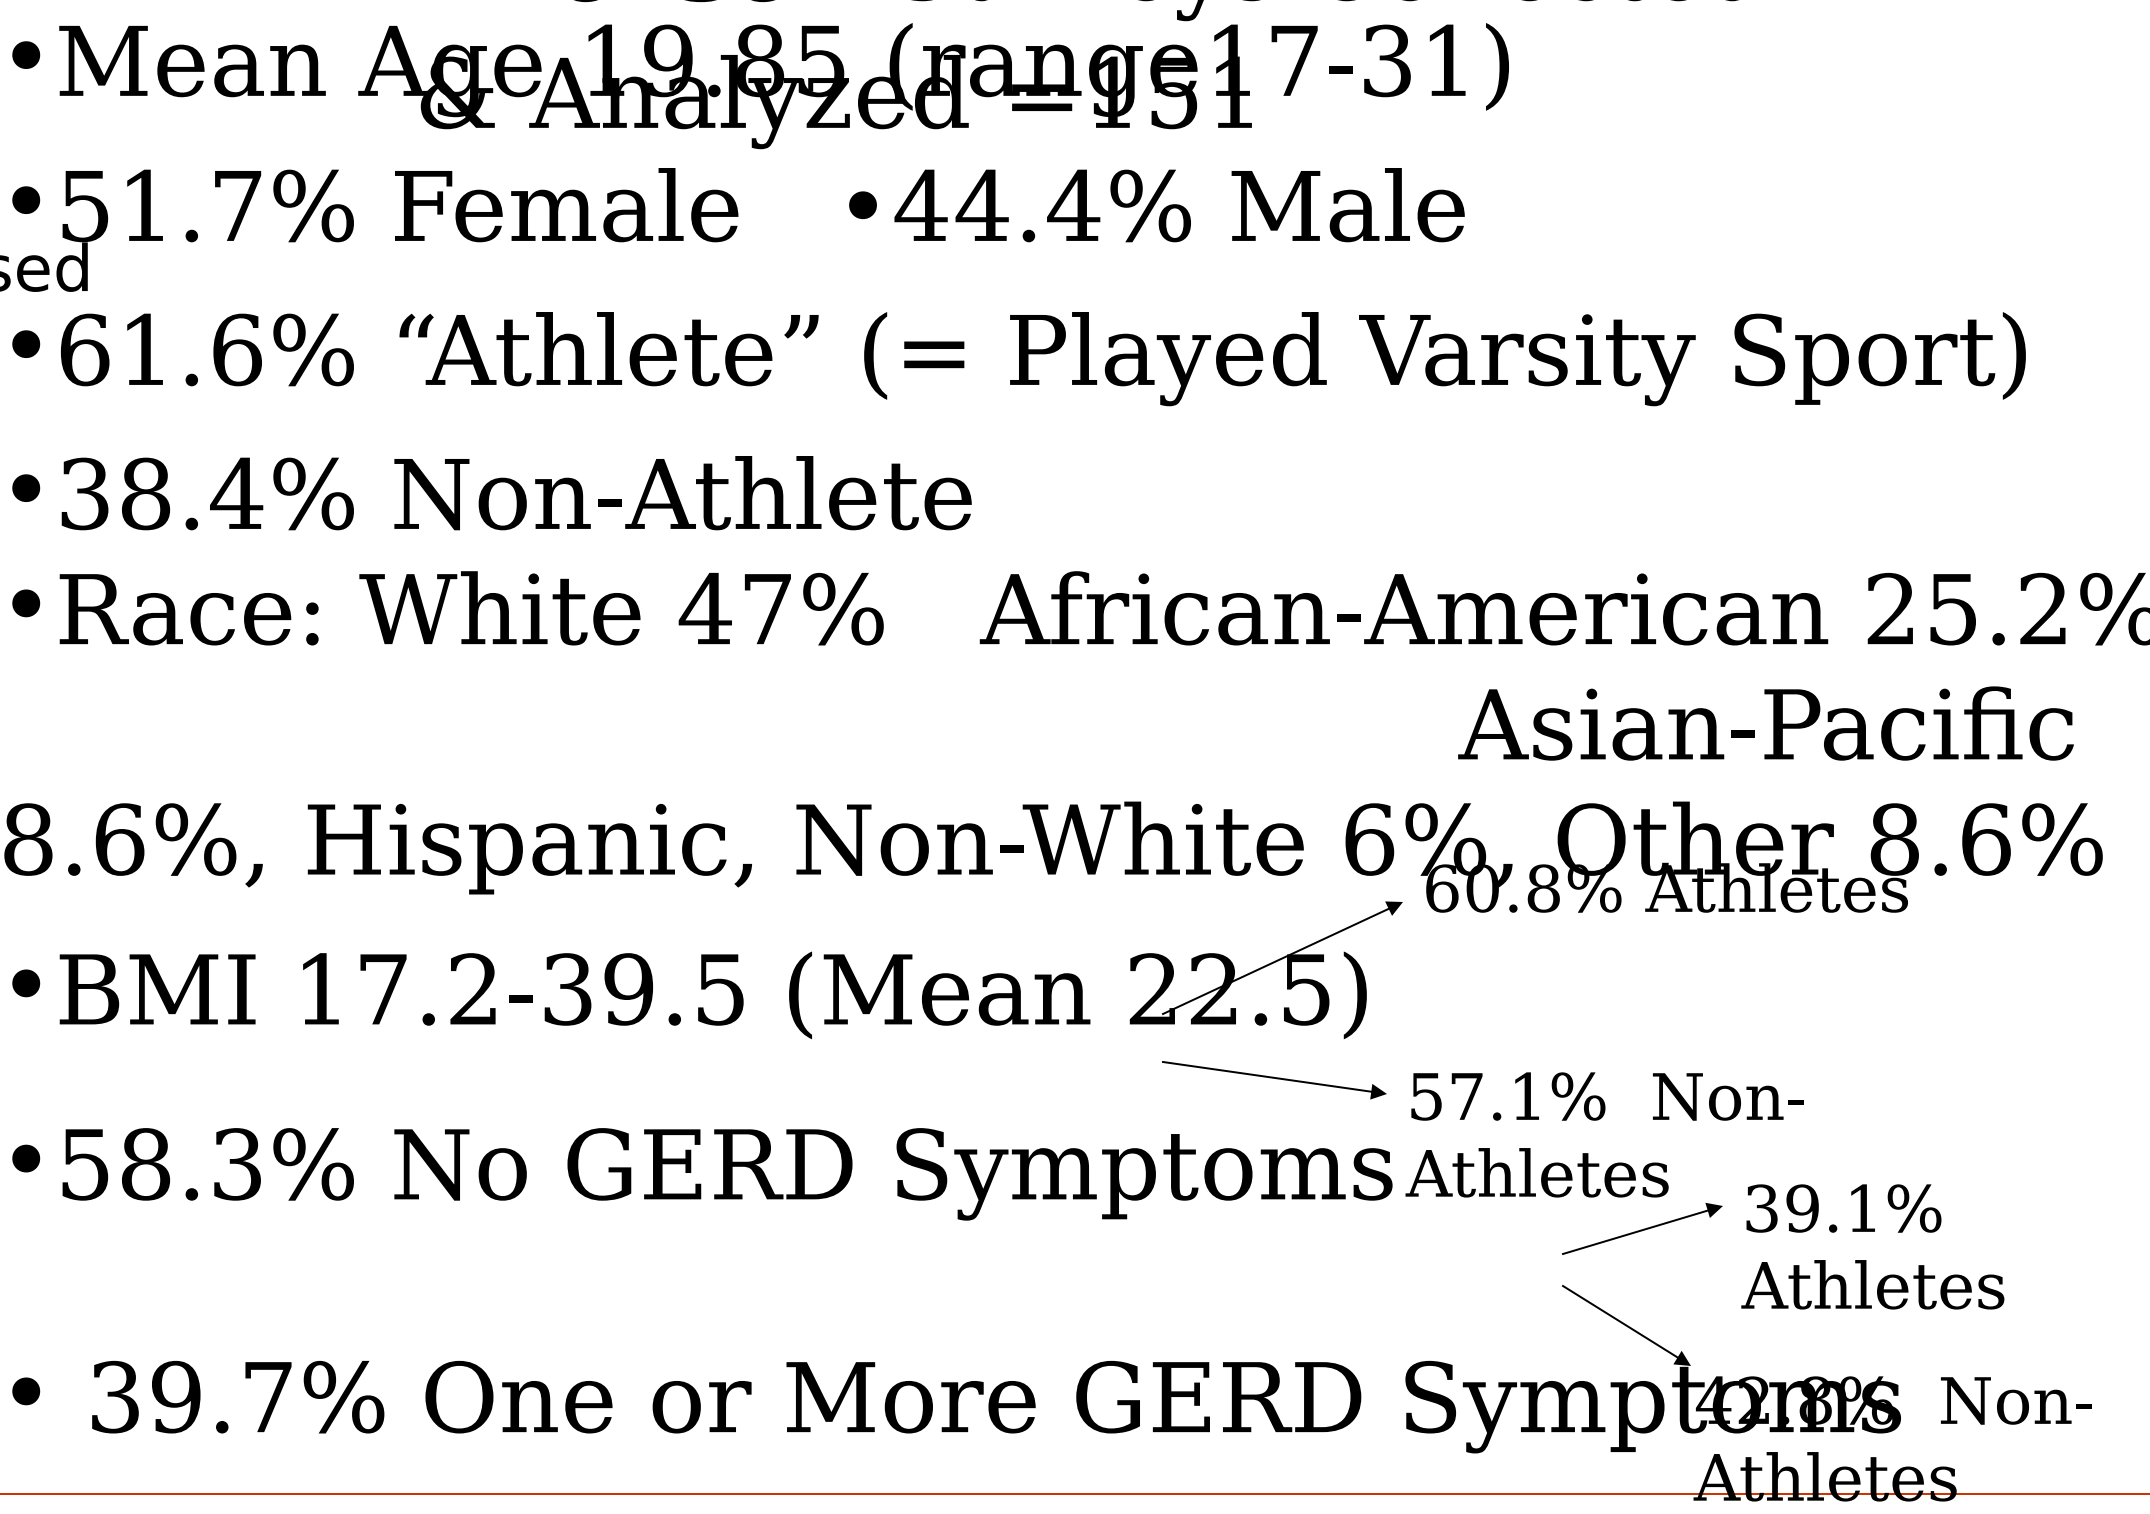 •Mean Age 19.85 (range17-31)
& Analyzed =151
•51.7% Female •44.4% Male
sed
•61.6% “Athlete” (= Played Varsity Sport)
•38.4% Non-Athlete
•Race: White 47% African-American 25.2%
Asian-Pacific
8.6%, Hispanic, Non-White 6%, Other 8.6%
60.8% Athletes
•BMI 17.2-39.5 (Mean 22.5)
57.1% Non-
Athletes
•58.3% No GERD Symptoms
39.1%
Athletes
• 39.7% One or More GERD Symptoms
42.8% Non-
Athletes